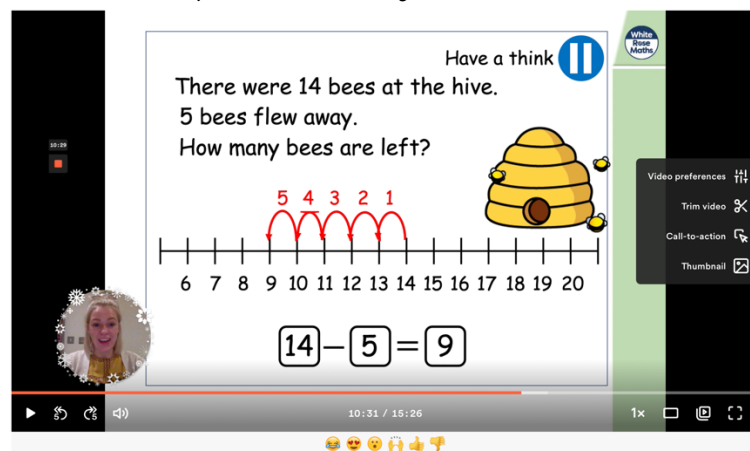 Have a think
White
Rose
Maths
There were 14 bees at the hive.
5 bees flew away.
How many bees are left?
10:29
Video preferences
Trim video
Call-to-action
Thumbnail
5 4 3 2 1
6 7 8 9 10 11 12 13 14 15 16 17 18 19 20
14 – 5 = 9
5 5 10:31 / 15:26 1x